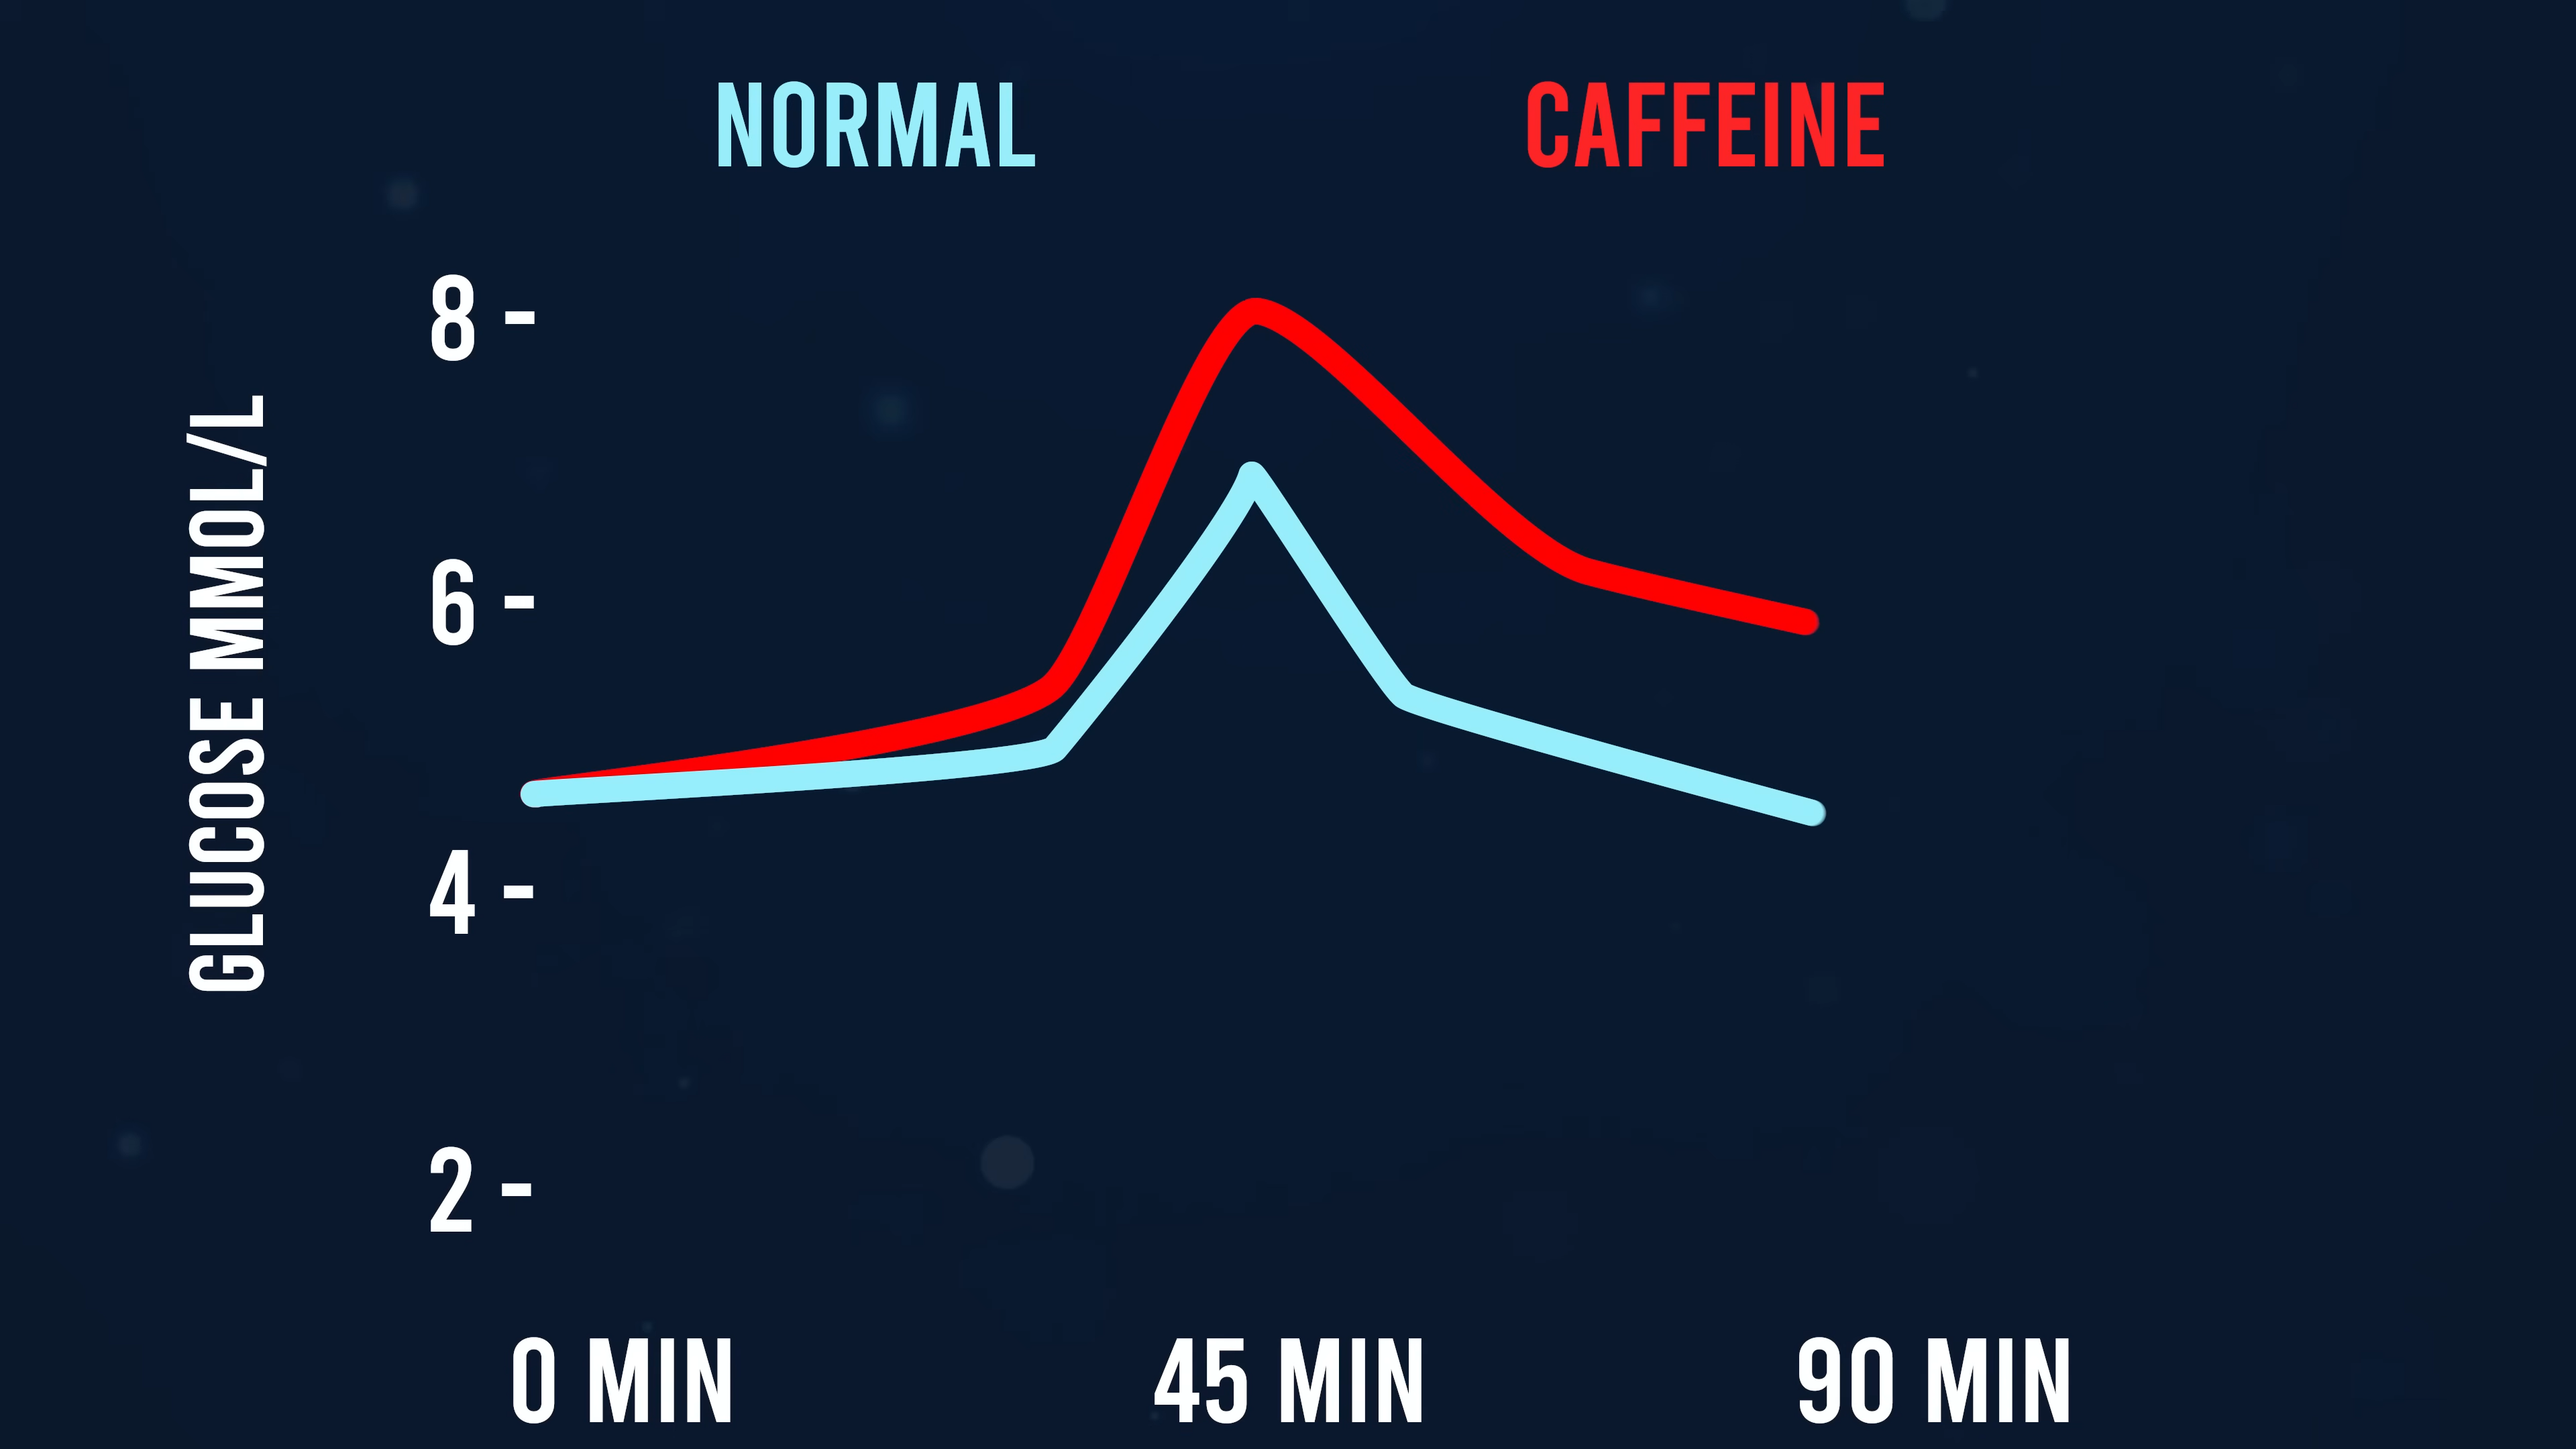 NORMAL
CAFFEINE
GLUCOSE MMOL/L
8 -
6 -
4 -
2 -
0 MIN
45 MIN
90 MIN